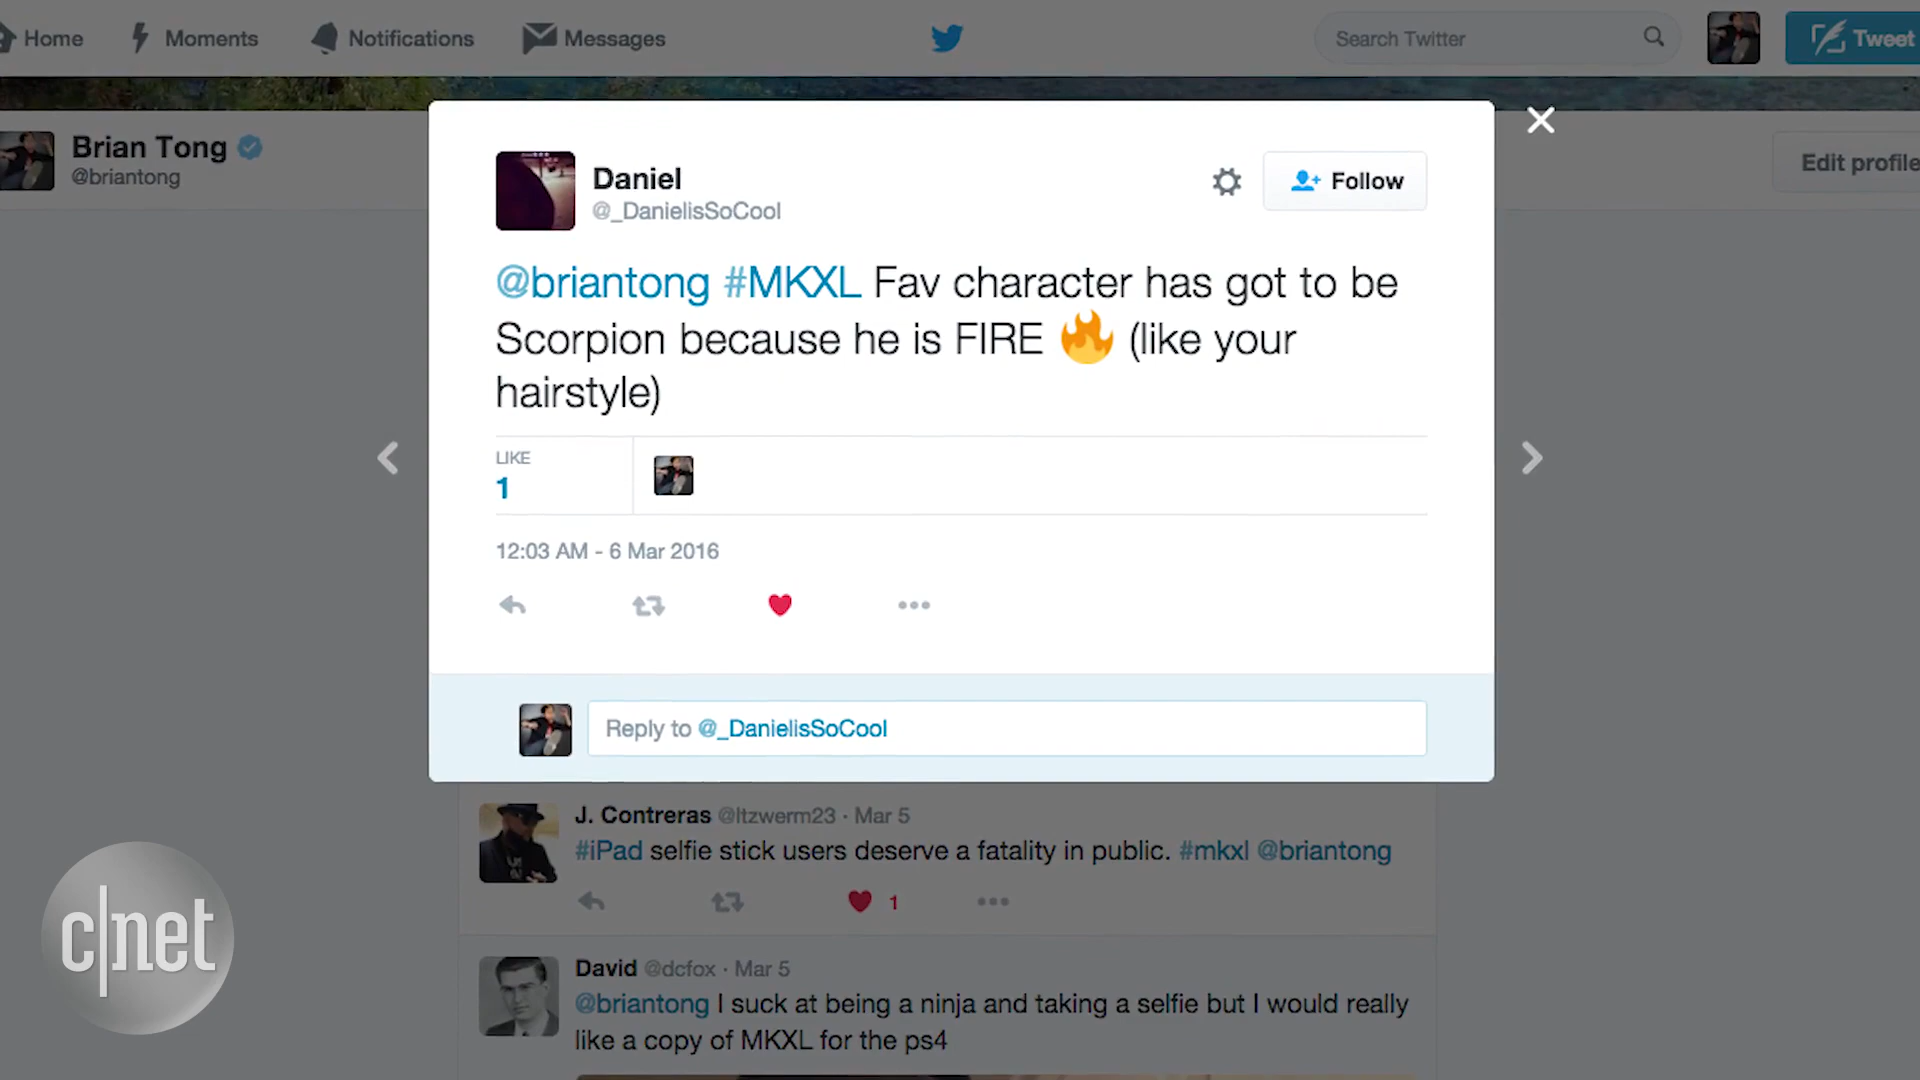 Home
Moments
Notifications
Messages
Search Twitter
Tweet
Brian Tong
@briantong
Edit profile
Daniel
@_DanielisSoCool
Follow
@briantong #MKXL Fav character has got to be
Scorpion because he is FIRE 🔥 (like your
hairstyle)
LIKE
1
12:03 AM - 6 Mar 2016
Reply to @_DanielisSoCool
J. Contreras @ltzwerm23 · Mar 5
#iPad selfie stick users deserve a fatality in public. #mkxl @briantong
1
David @dcfox · Mar 5
@briantong I suck at being a ninja and taking a selfie but I would really
like a copy of MKXL for the ps4
c|net